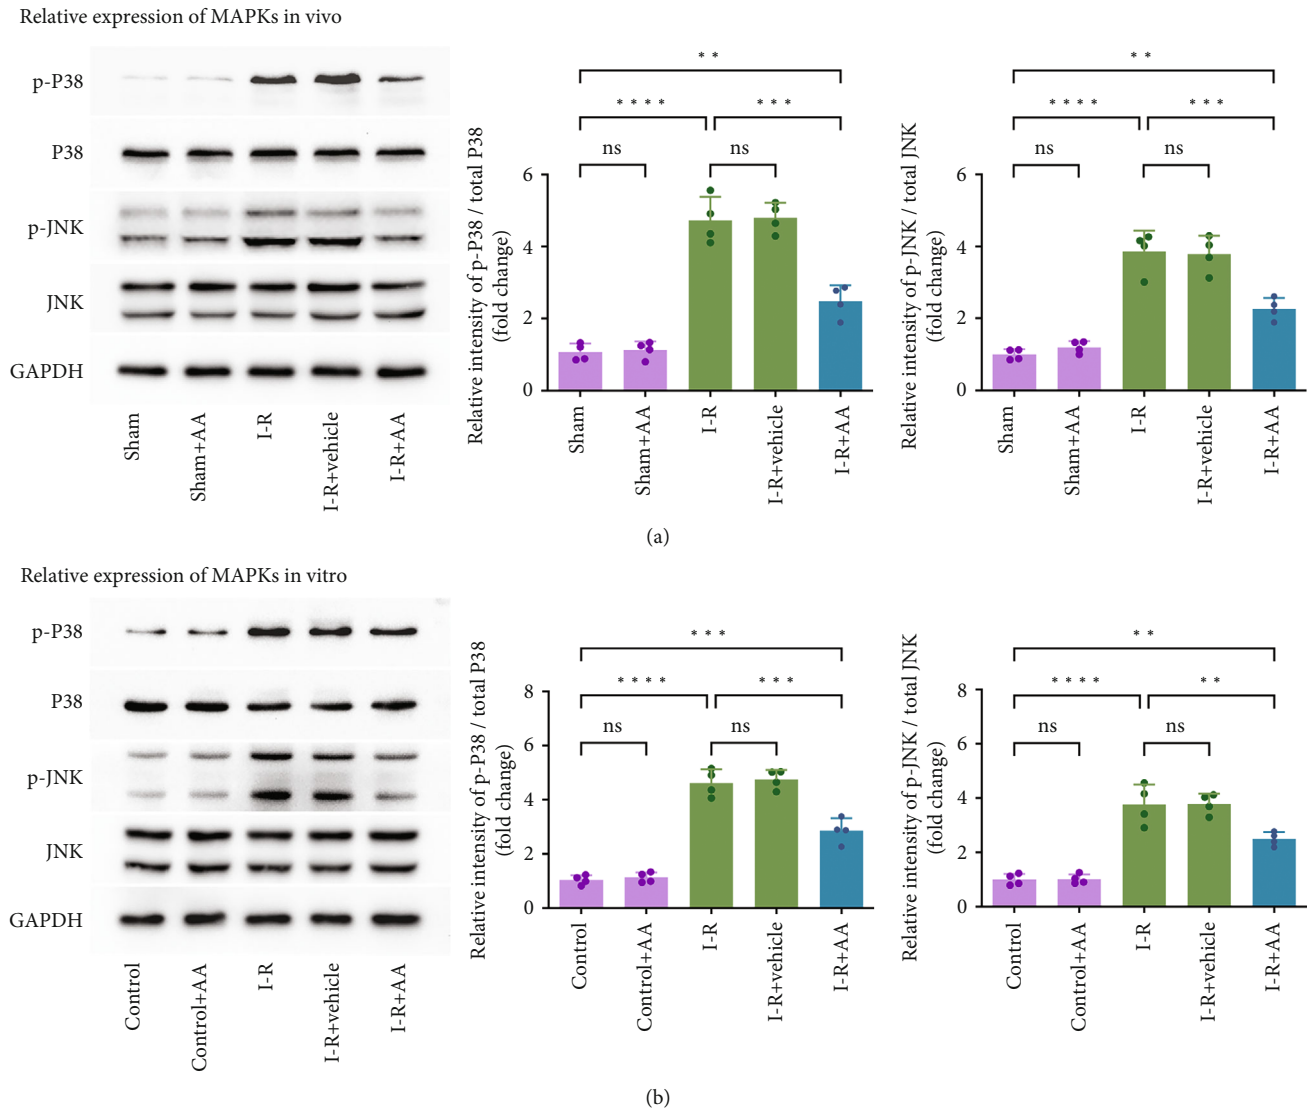 Relative expression of MAPKs in vivo
p-P38
P38
p-JNK
JNK
GAPDH
Sham
Sham+AA
I-R
I-R+vehicle
I-R+AA
Relative intensity of p-P38 / total P38
(fold change)
6
4
2
0
ns
ns
* * * *
* * *
* *
Sham
Sham+AA
I-R
I-R+vehicle
I-R+AA
Relative intensity of p-JNK / total JNK
(fold change)
6
4
2
0
ns
ns
* * * *
* * *
* *
Sham
Sham+AA
I-R
I-R+vehicle
I-R+AA
(a)
Relative expression of MAPKs in vitro
p-P38
P38
p-JNK
JNK
GAPDH
Control
Control+AA
I-R
I-R+vehicle
I-R+AA
Relative intensity of p-P38 / total P38
(fold change)
8
6
4
2
0
ns
ns
* * * *
* * *
* * *
Control
Control+AA
I-R
I-R+vehicle
I-R+AA
Relative intensity of p-JNK / total JNK
(fold change)
8
6
4
2
0
ns
ns
* * * *
* *
* *
Control
Control+AA
I-R
I-R+vehicle
I-R+AA
(b)